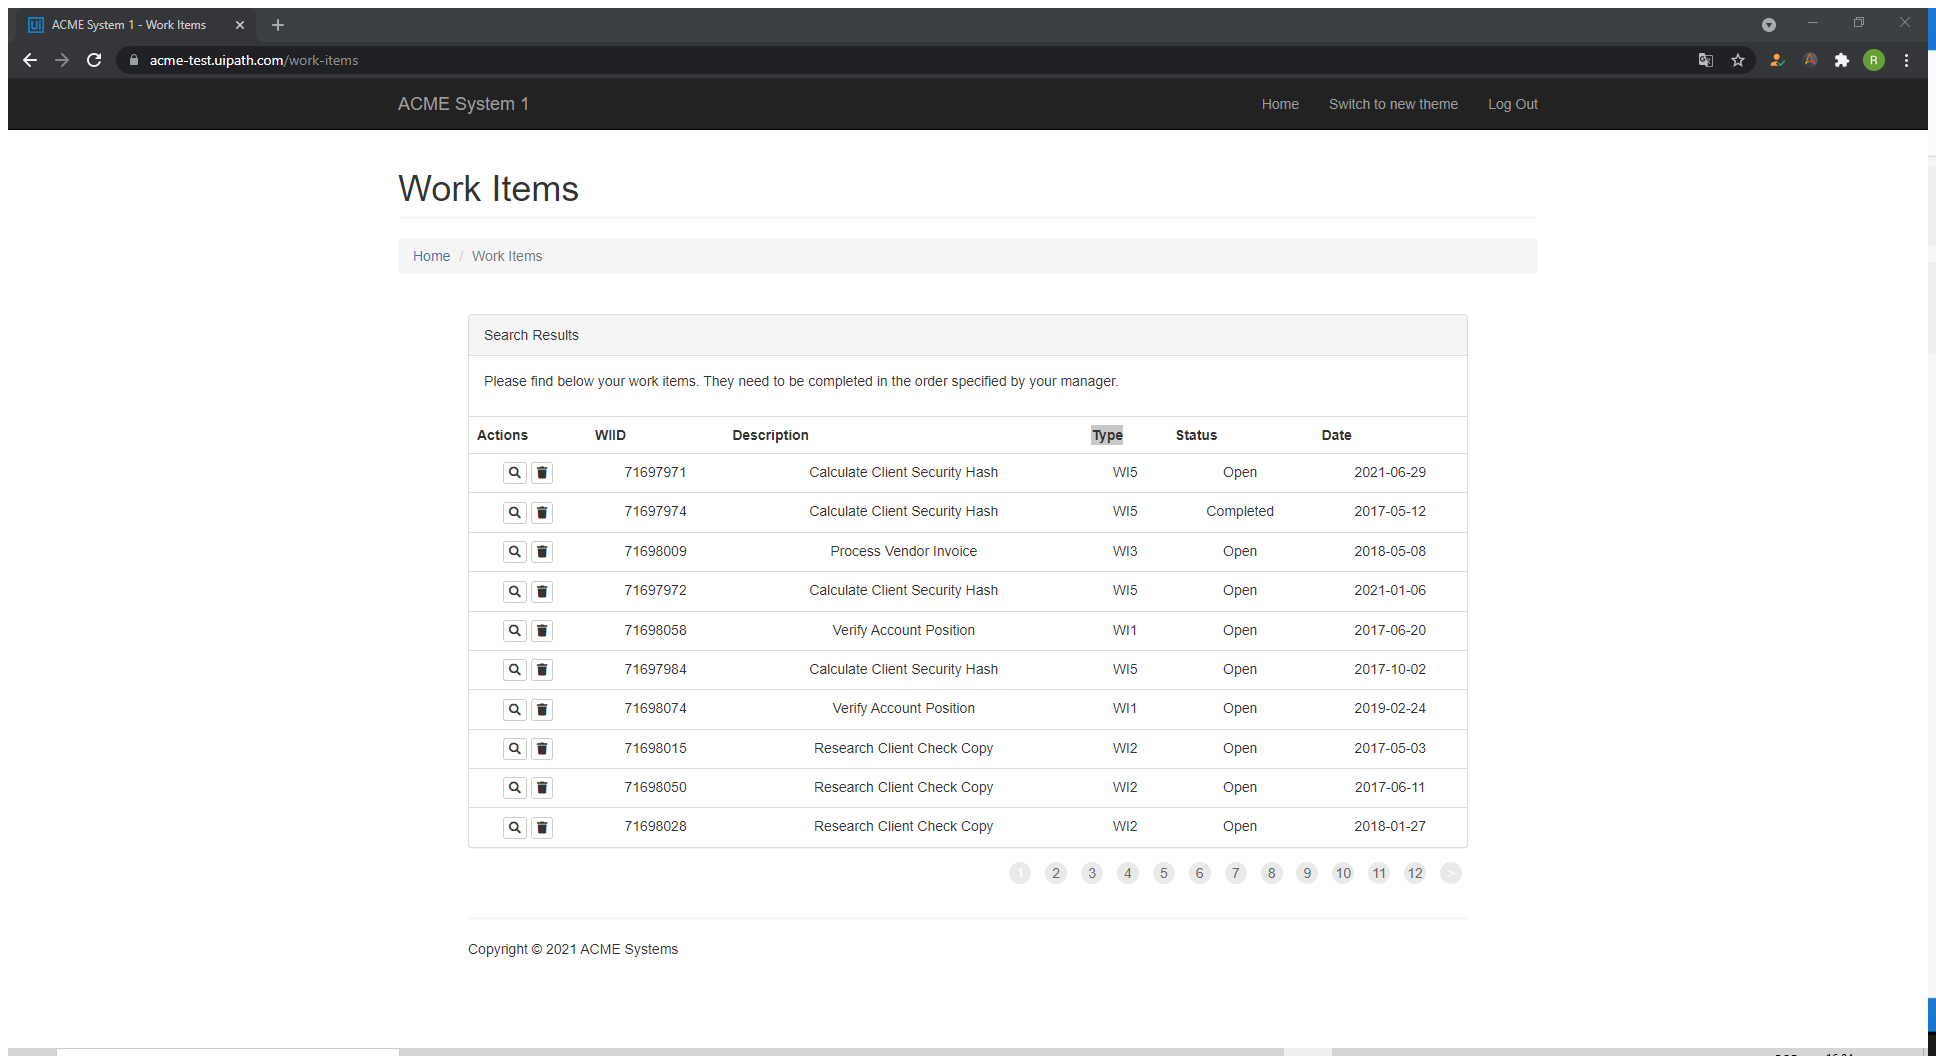 ACME System 1 - Work Items
acme-test.uipath.com/work-items
R
ACME System 1 Home Switch to new theme Log Out
Work Items
Home / Work Items
Search Results
Please find below your work items. They need to be completed in the order specified by your manager.
Actions WIID Description Type Status Date
71697971 Calculate Client Security Hash WI5 Open 2021-06-29
71697974 Calculate Client Security Hash WI5 Completed 2017-05-12
71698009 Process Vendor Invoice WI3 Open 2018-05-08
71697972 Calculate Client Security Hash WI5 Open 2021-01-06
71698058 Verify Account Position WI1 Open 2017-06-20
71697984 Calculate Client Security Hash WI5 Open 2017-10-02
71698074 Verify Account Position WI1 Open 2019-02-24
71698015 Research Client Check Copy WI2 Open 2017-05-03
71698050 Research Client Check Copy WI2 Open 2017-06-11
71698028 Research Client Check Copy WI2 Open 2018-01-27
1 2 3 4 5 6 7 8 9 10 11 12 >
Copyright © 2021 ACME Systems